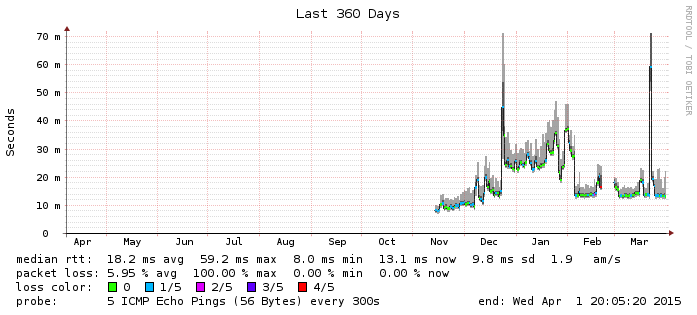 Last 360 Days
RRDTOOL / TOBI OETIKER
Seconds
70 m
60 m
50 m
40 m
30 m
20 m
10 m
0
Apr May Jun Jul Aug Sep Oct Nov Dec Jan Feb Mar
median rtt: 18.2 ms avg 59.2 ms max 8.0 ms min 13.1 ms now 9.8 ms sd 1.9 am/s
packet loss: 5.95 % avg 100.00 % max 0.00 % min 0.00 % now
loss color: 0 1/5 2/5 3/5 4/5
probe: 5 ICMP Echo Pings (56 Bytes) every 300s end: Wed Apr 1 20:05:20 2015